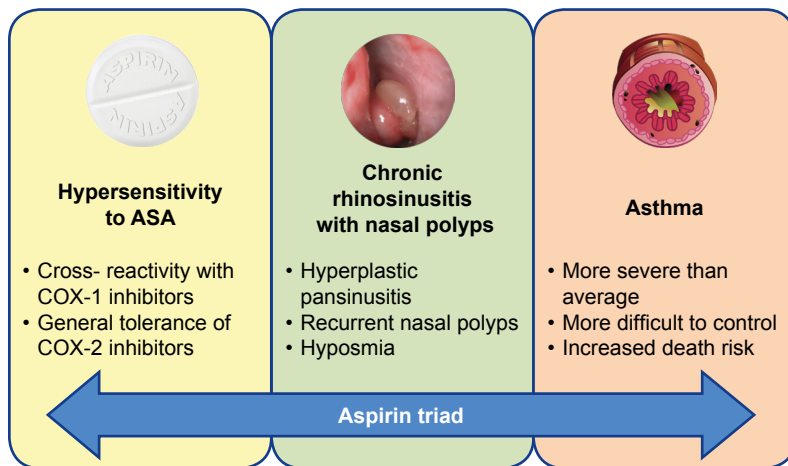 ASPIRIN
ASPIRIN
Hypersensitivity
to ASA
• Cross- reactivity with
COX-1 inhibitors
• General tolerance of
COX-2 inhibitors
Chronic
rhinosinusitis
with nasal polyps
• Hyperplastic
pansinusitis
• Recurrent nasal polyps
• Hyposmia
Asthma
• More severe than
average
• More difficult to control
• Increased death risk
Aspirin triad